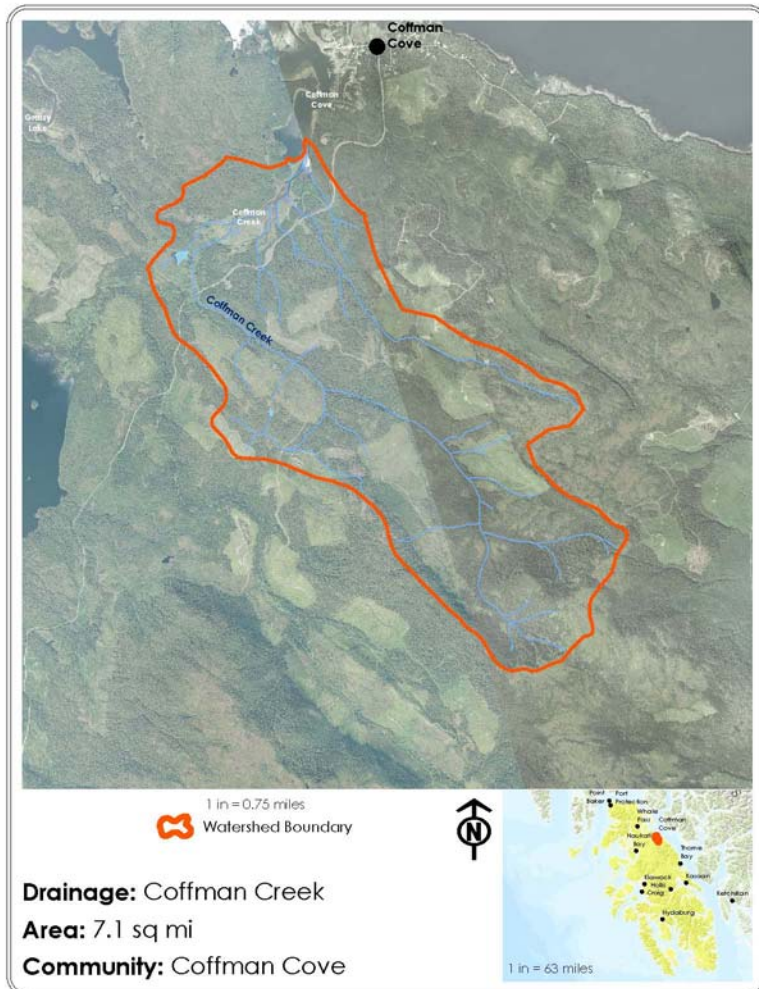 Coffman
Cove
Coffman
Cove
Grassy
Lake
Coffman
Creek
Coffman Creek
1 in = 0.75 miles
Watershed Boundary
N
Drainage: Coffman Creek
Area: 7.1 sq mi
Community: Coffman Cove
Point
Baker
Port
Protection
Whale
Pass
Coffman
Cove
Naukati
Bay
Thorne
Bay
Klawock
Hollis
Kasaan
Craig
Ketchikan
Hydaburg
1 in = 63 miles